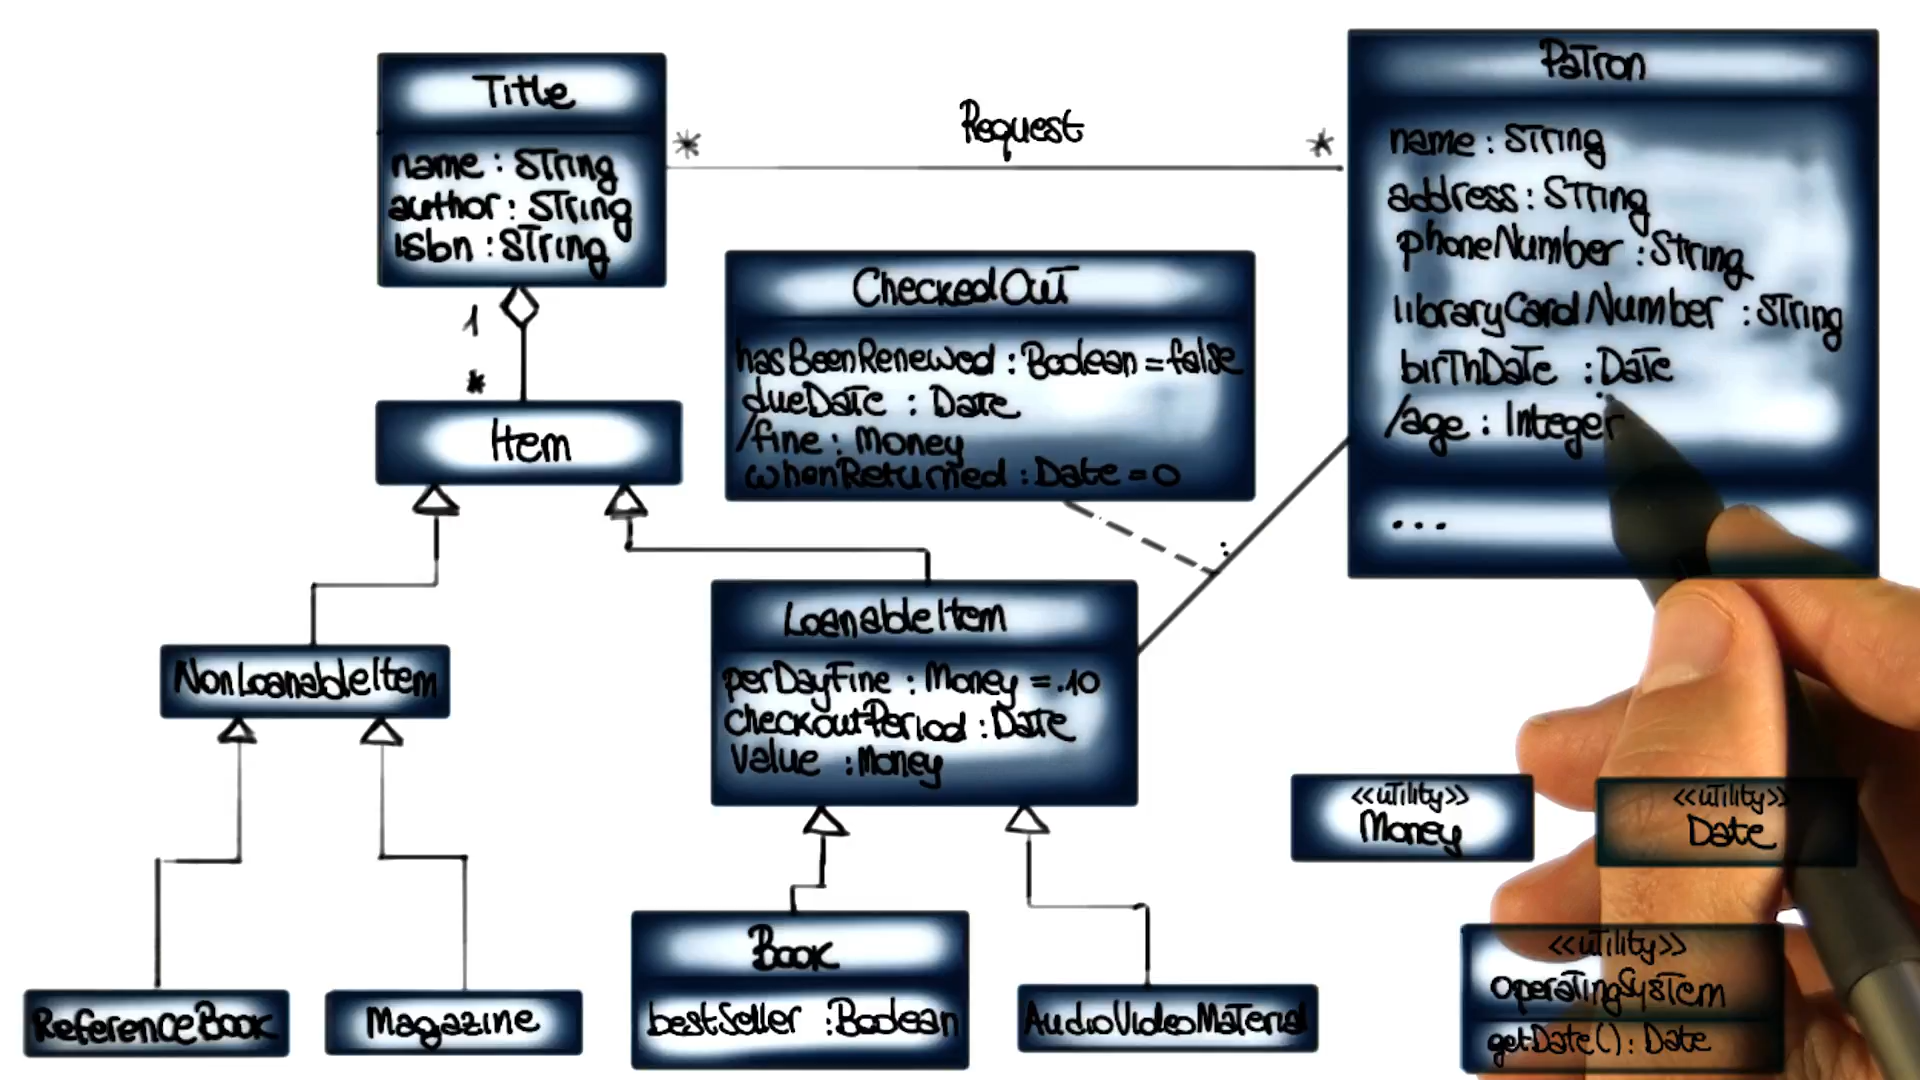 Title
name : String
author : String
isbn : String
1
*
*
Request
*
Patron
name : String
address : String
phoneNumber : String
libraryCardNumber : String
birthDate : Date
/age : Integer
...
CheckedOut
hasBeenRenewed : Boolean = false
dueDate : Date
/fine : Money
whenReturned : Date = 0
:
Item
NonLoanableItem
LoanableItem
perDayFine : Money = .10
checkoutPeriod : Date
value : Money
ReferenceBook
Magazine
Book
bestSeller : Boolean
AudioVideoMaterial
<<utility>>
Money
<<utility>>
Date
<<utility>>
operatingSystem
getDate() : Date